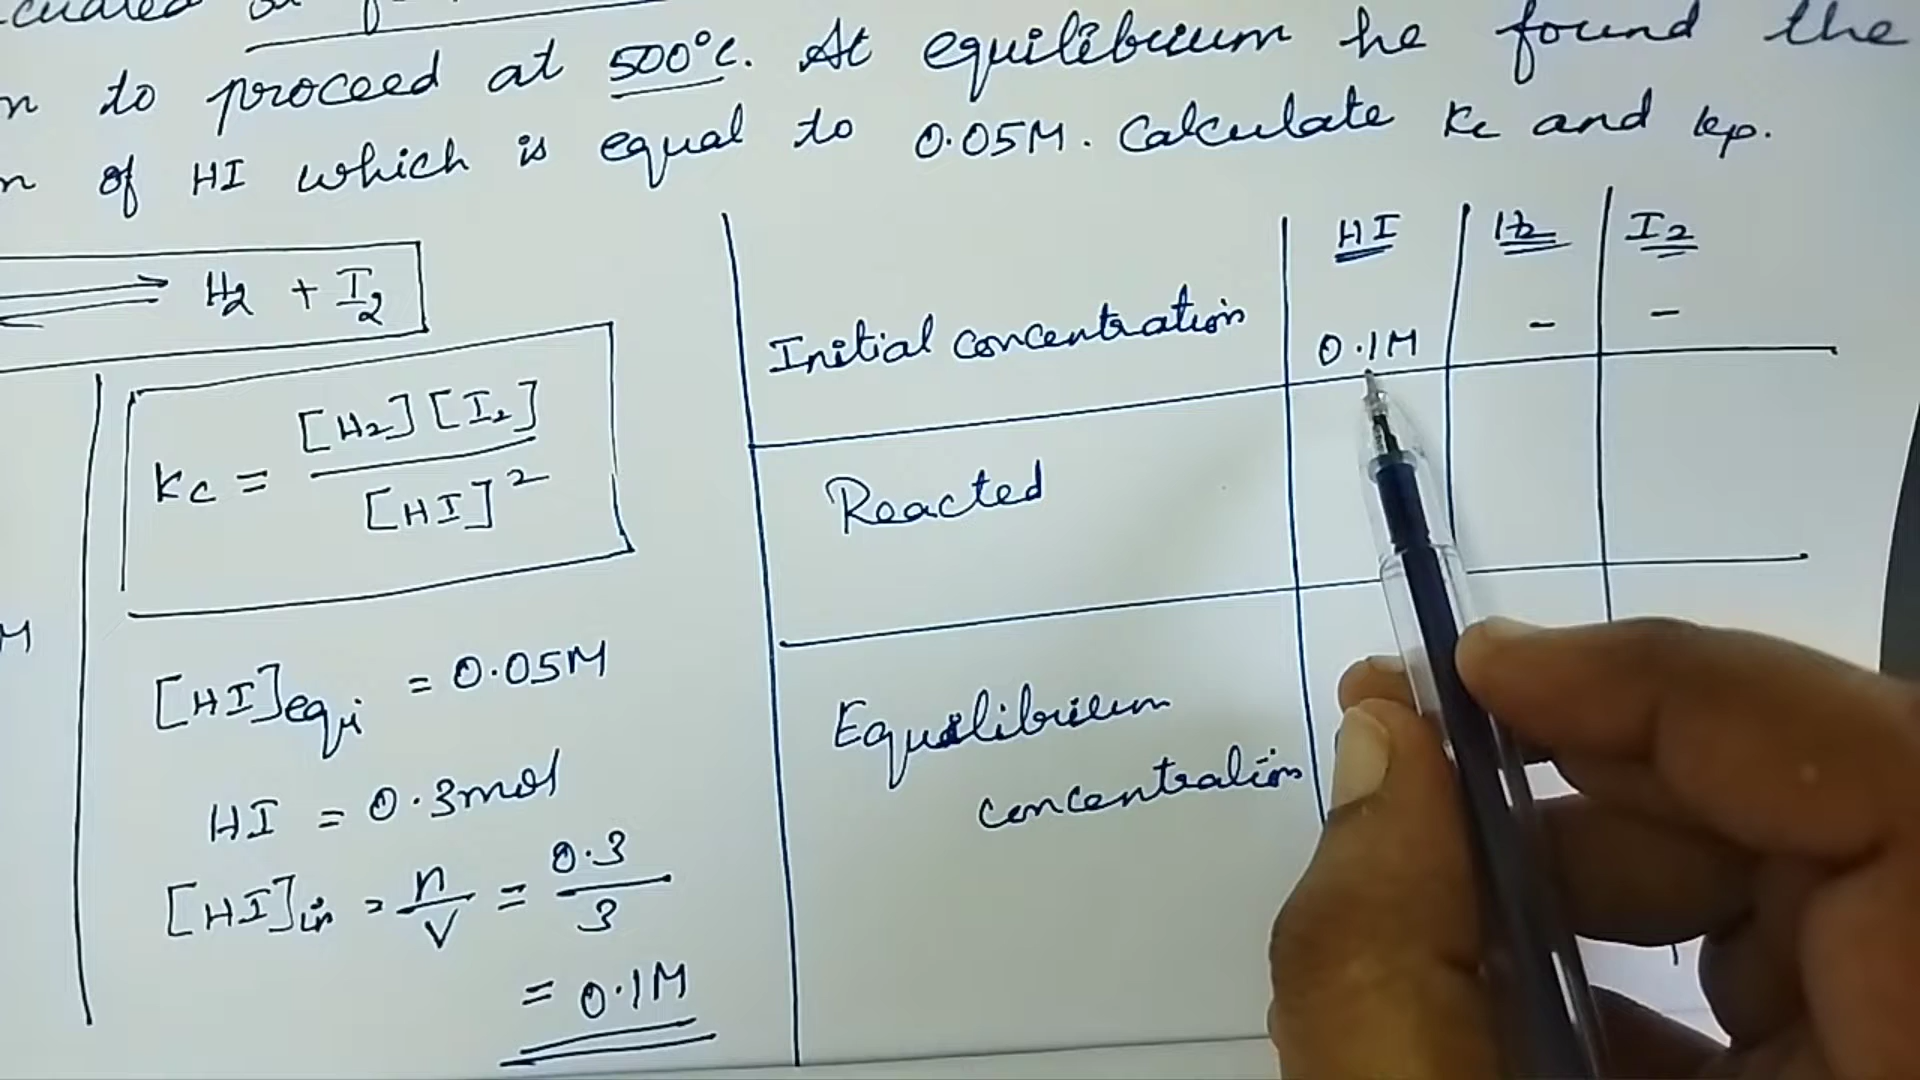 n to proceed at 500°c. At equilibrium he found the
n of HI which is equal to 0.05M. Calculate Kc and kp.
H2 + I2
Kc = [H2] [I2] / [HI]2
[HI]equi = 0.05M
HI = 0.3mol
[HI]in = n/V = 0.3/3
= 0.1M
HI H2 I2
Initial concentration 0.1M - -
Reacted
Equilibrium
concentration
M